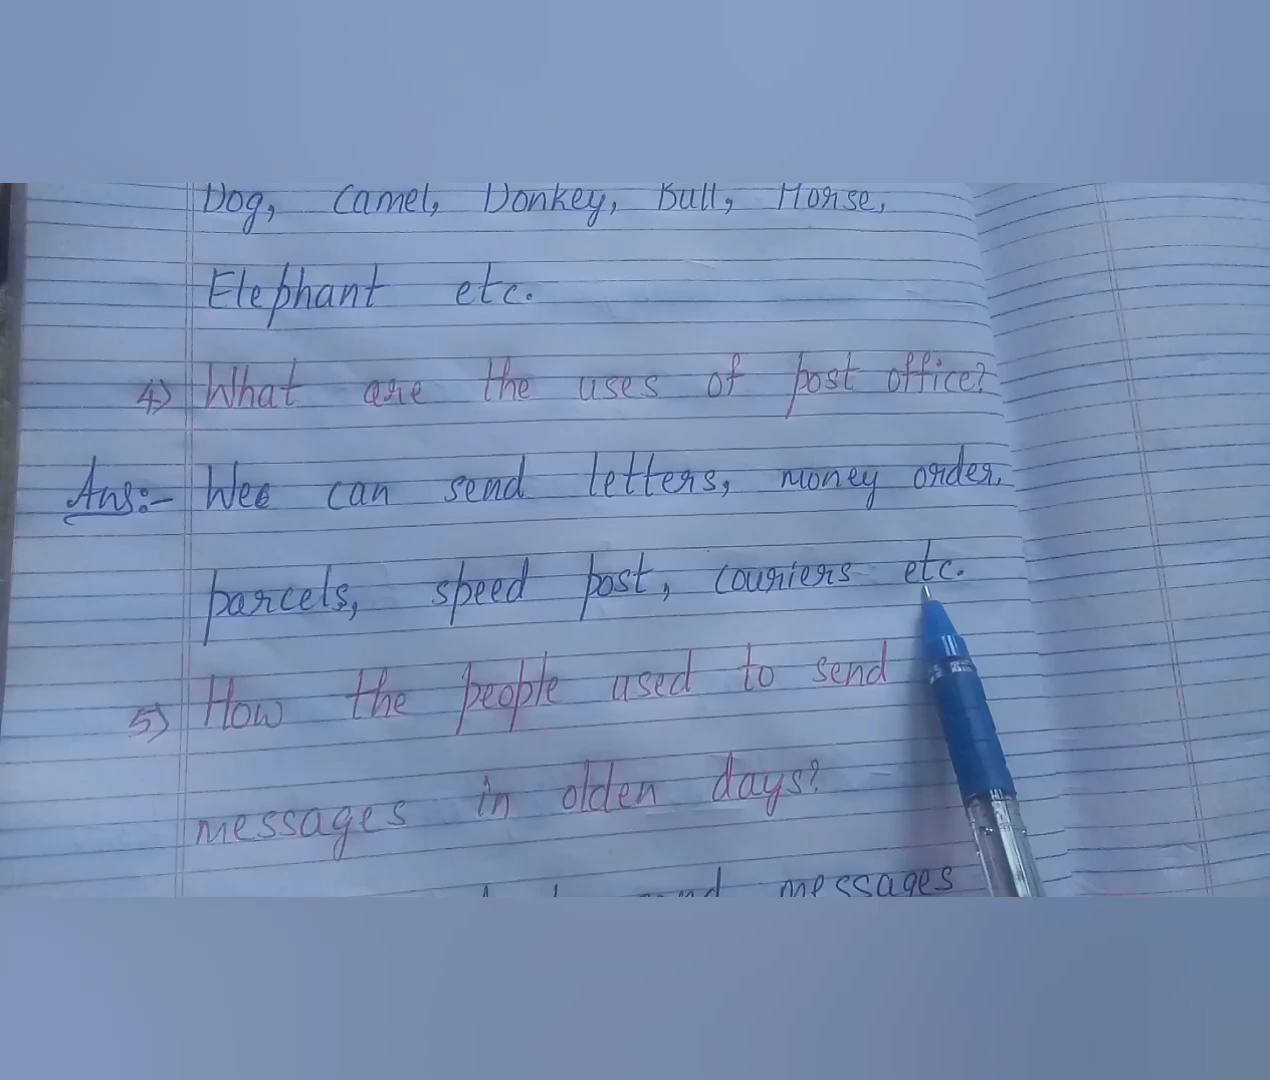 Dog, Camel, Donkey, Bull, Horse,
Elephant etc.
4) What are the uses of post office?
Ans:- Wee can send letters, money order,
parcels, speed post, couriers etc.
5) How the people used to send
messages in olden days?
send messages